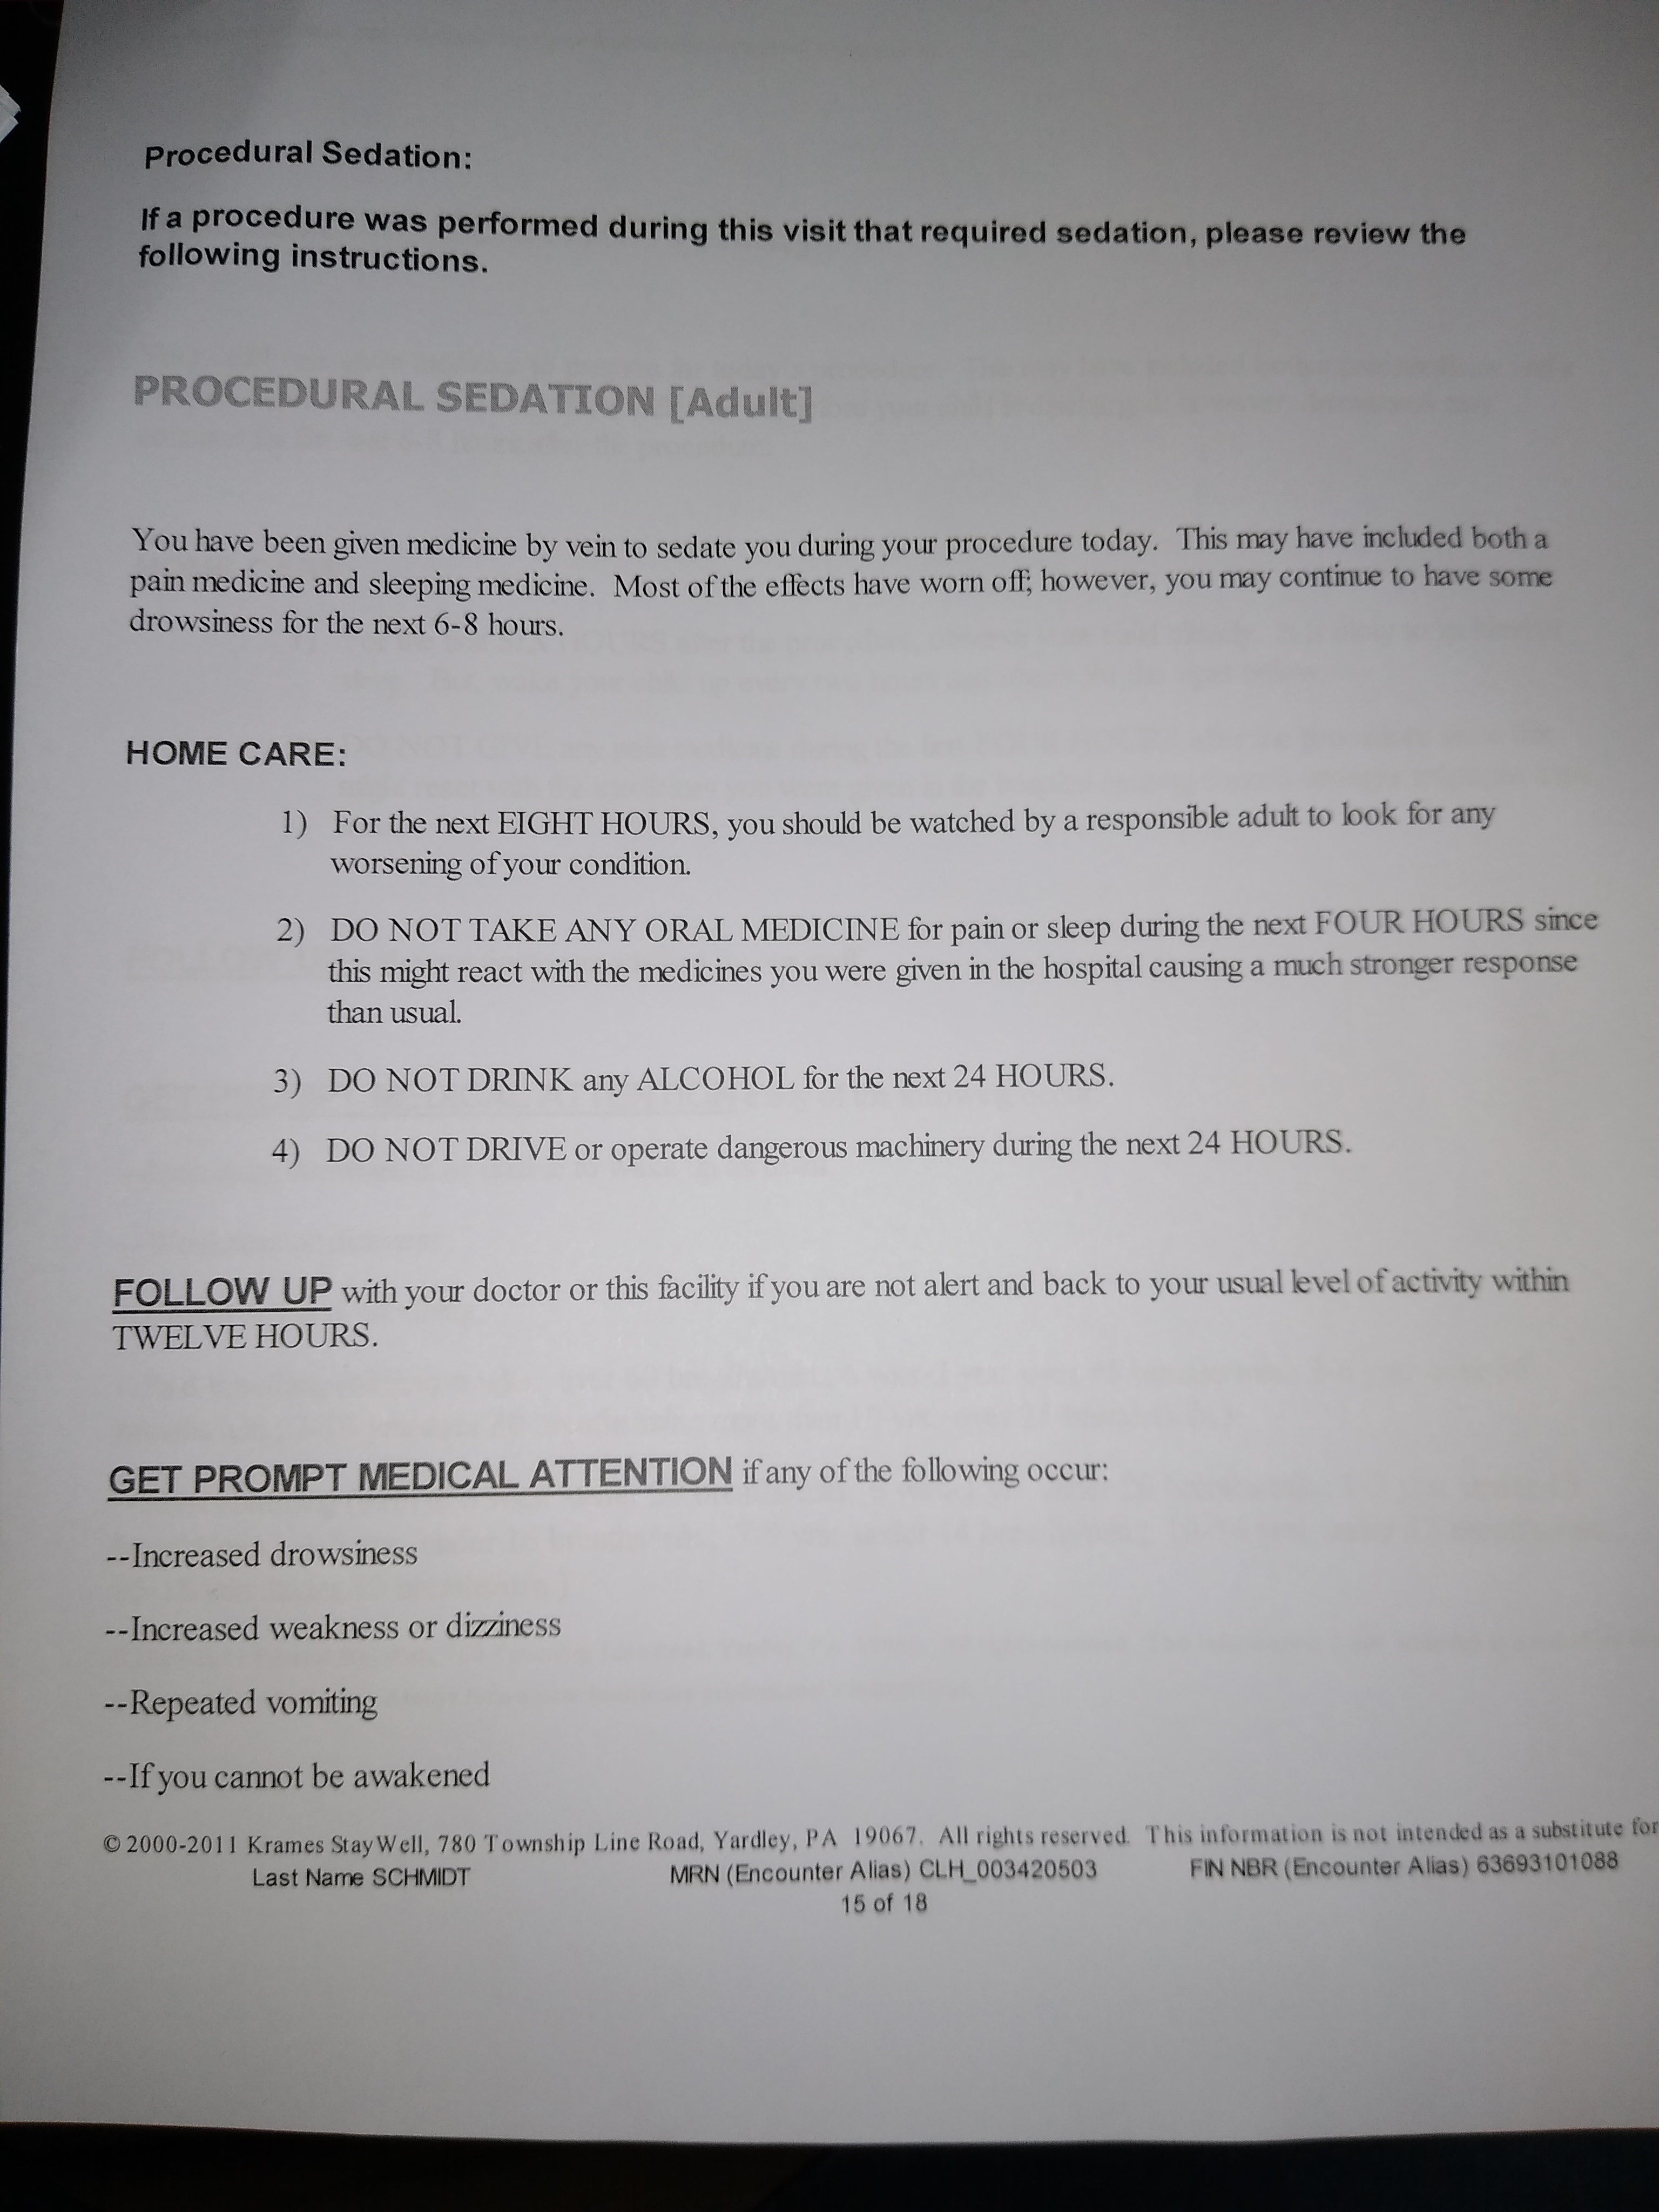 Procedural Sedation:
If a procedure was performed during this visit that required sedation, please review the
following instructions.
PROCEDURAL SEDATION [Adult]
You have been given medicine by vein to sedate you during your procedure today. This may have included both a
pain medicine and sleeping medicine. Most of the effects have worn off; however, you may continue to have some
drowsiness for the next 6-8 hours.
HOME CARE:
1) For the next EIGHT HOURS, you should be watched by a responsible adult to look for any
worsening of your condition.
2) DO NOT TAKE ANY ORAL MEDICINE for pain or sleep during the next FOUR HOURS since
this might react with the medicines you were given in the hospital causing a much stronger response
than usual.
3) DO NOT DRINK any ALCOHOL for the next 24 HOURS.
4) DO NOT DRIVE or operate dangerous machinery during the next 24 HOURS.
FOLLOW UP with your doctor or this facility if you are not alert and back to your usual level of activity within
TWELVE HOURS.
GET PROMPT MEDICAL ATTENTION if any of the following occur:
--Increased drowsiness
--Increased weakness or dizziness
--Repeated vomiting
--If you cannot be awakened
© 2000-2011 Krames StayWell, 780 Township Line Road, Yardley, PA 19067. All rights reserved. This information is not intended as a substitute for
Last Name SCHMIDT MRN (Encounter Alias) CLH_003420503 FIN NBR (Encounter Alias) 63693101088
15 of 18